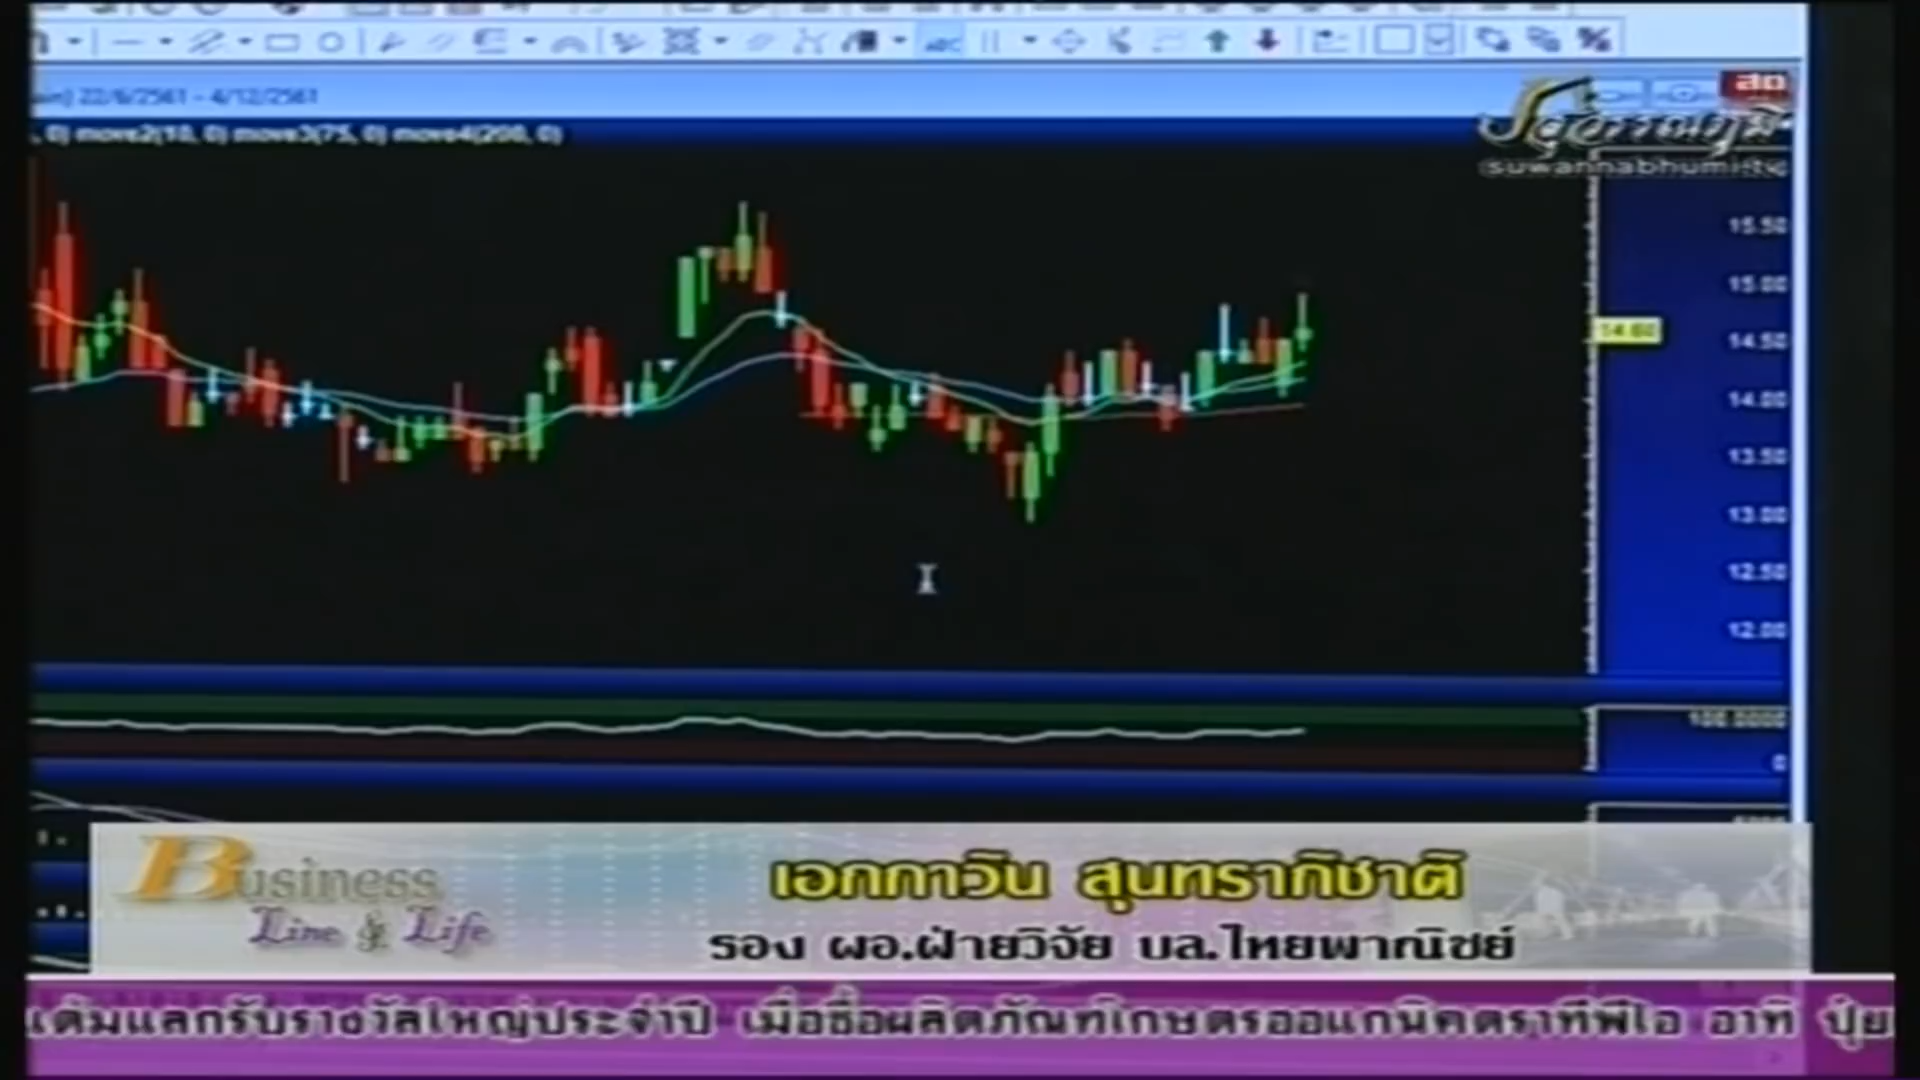 22/6/2561 - 4/12/2561
สด
, 0) move2(10, 0) move3(75, 0) move4(200, 0)
สุวรรณภูมิ
15.50
15.00
14.60
14.50
14.00
13.50
13.00
12.50
12.00
100.0000
0
Business
Line & Life
เอกภาวิน สุนทราภิชาติ
รอง ผอ.ฝ่ายวิจัย บล.ไทยพาณิชย์
แต้มแลกรับรางวัลใหญ่ประจำปี เมื่อซื้อผลิตภัณฑ์เกษตรออแกนิคตราทีพีไอ อาทิ ปุ๋ย